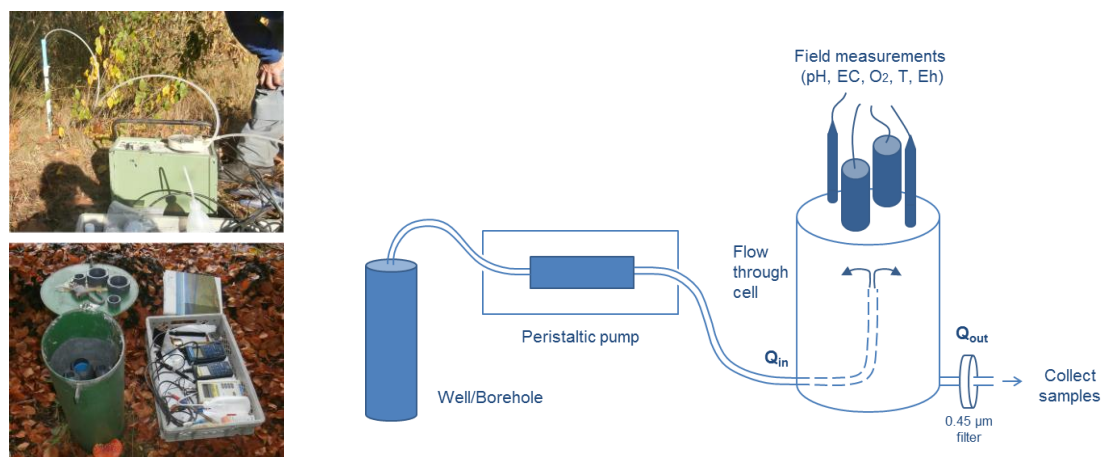 Field measurements
(pH, EC, O2, T, Eh)
Flow
through
cell
Peristaltic pump
Qin
Qout
Well/Borehole
Collect
samples
0.45 µm
filter